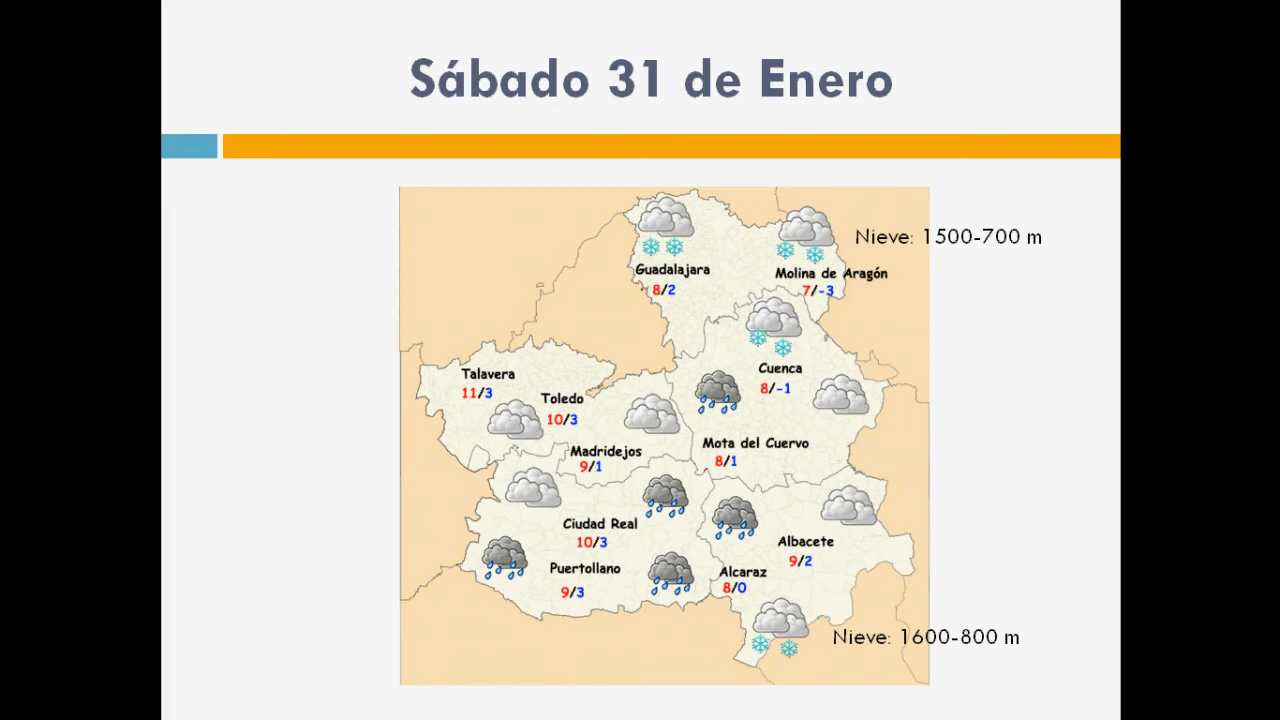 Sábado 31 de Enero
Nieve: 1500-700 m
Guadalajara
8/2
Molina de Aragón
7/-3
Cuenca
8/-1
Talavera
11/3
Toledo
10/3
Madridejos
9/1
Mota del Cuervo
8/1
Ciudad Real
10/3
Albacete
9/2
Puertollano
9/3
Alcaraz
8/0
Nieve: 1600-800 m